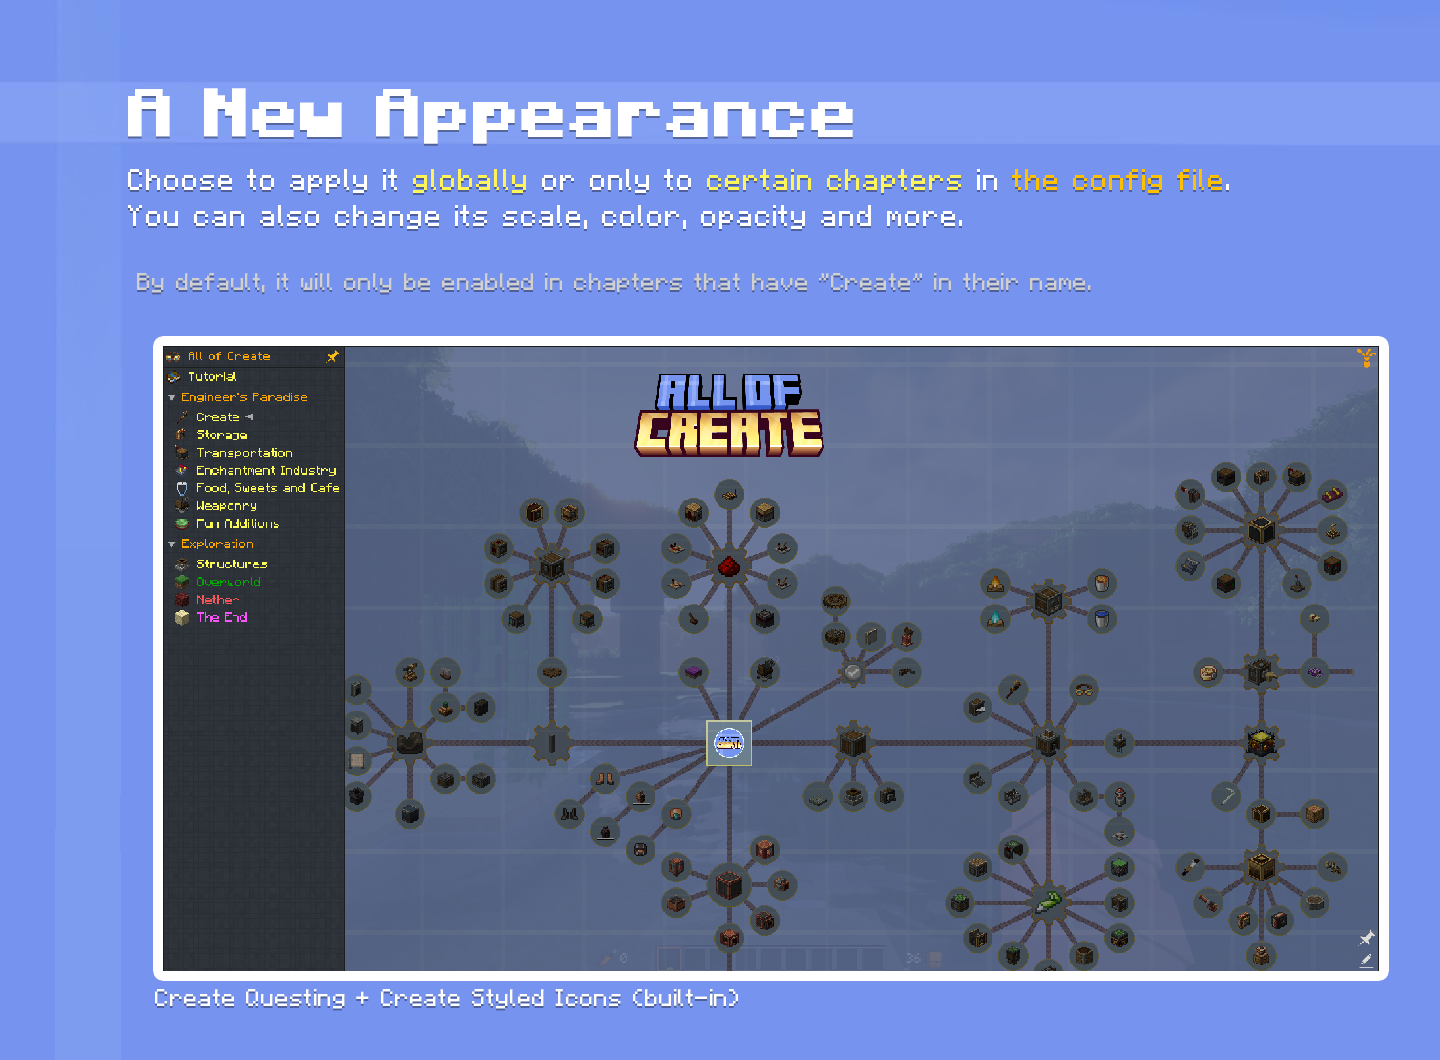 A New Appearance
Choose to apply it globally or only to certain chapters in the config file.
You can also change its scale, color, opacity and more.
By default, it will only be enabled in chapters that have "Create" in their name.
All of Create
Tutorial
Engineer's Paradise
Create
Storage
Transportation
Enchantment Industry
Food, Sweets and Cafe
Weaponry
Fun Additions
Exploration
Structures
Overworld
Nether
The End
ALL OF
CREATE
0
36
Create Questing + Create Styled Icons (built-in)